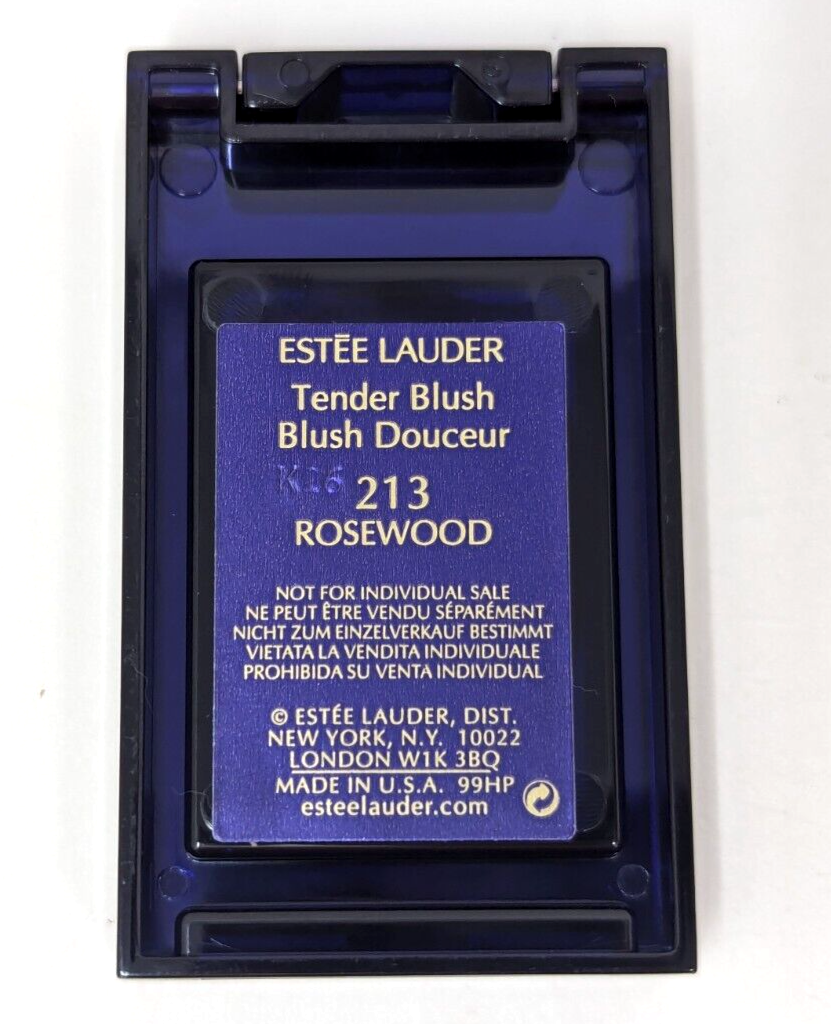 ESTĒE LAUDER
Tender Blush
Blush Douceur
K26 213
ROSEWOOD
NOT FOR INDIVIDUAL SALE
NE PEUT ÊTRE VENDU SÉPARÉMENT
NICHT ZUM EINZELVERKAUF BESTIMMT
VIETATA LA VENDITA INDIVIDUALE
PROHIBIDA SU VENTA INDIVIDUAL
© ESTÉE LAUDER, DIST.
NEW YORK, N.Y. 10022
LONDON W1K 3BQ
MADE IN U.S.A. 99HP
esteelauder.com